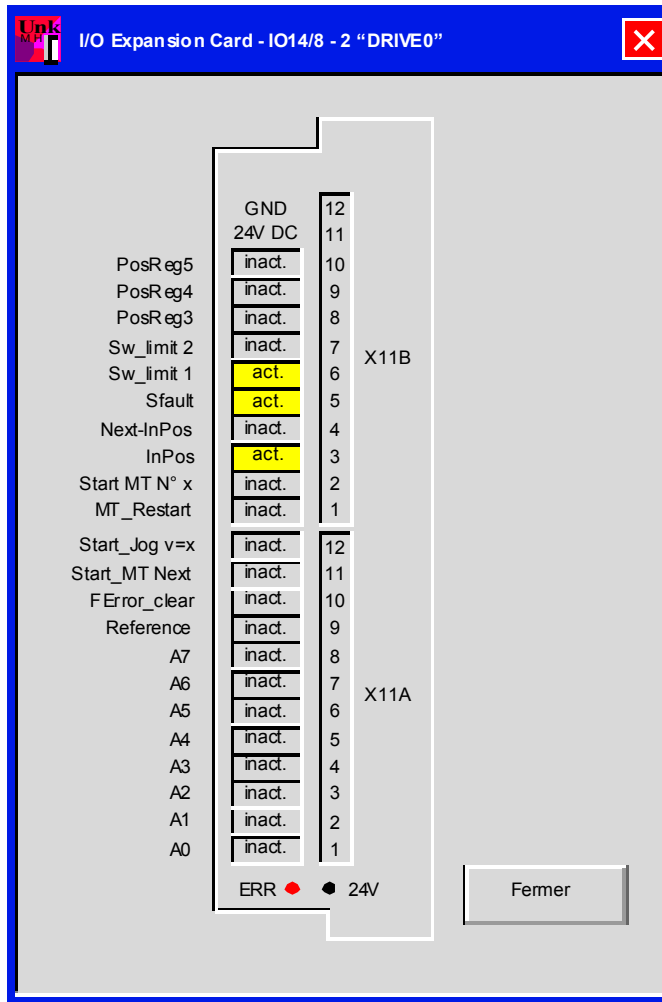 Unk
MH
I/O Expansion Card - IO14/8 - 2 “DRIVE0”
GND 12
24V DC 11
PosReg5 inact. 10
PosReg4 inact. 9
PosReg3 inact. 8
Sw_limit 2 inact. 7
X11B
Sw_limit 1 act. 6
Sfault act. 5
Next-InPos inact. 4
InPos act. 3
Start MT N° x inact. 2
MT_Restart inact. 1
Start_Jog v=x inact. 12
Start_MT Next inact. 11
FError_clear inact. 10
Reference inact. 9
A7 inact. 8
A6 inact. 7
X11A
A5 inact. 6
A4 inact. 5
A3 inact. 4
A2 inact. 3
A1 inact. 2
A0 inact. 1
ERR 24V
Fermer